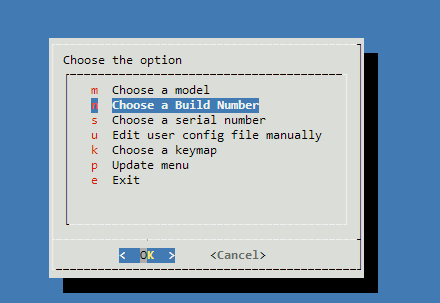 Choose the option
m Choose a model
n Choose a Build Number
s Choose a serial number
u Edit user config file manually
k Choose a keymap
p Update menu
e Exit
< OK > <Cancel>